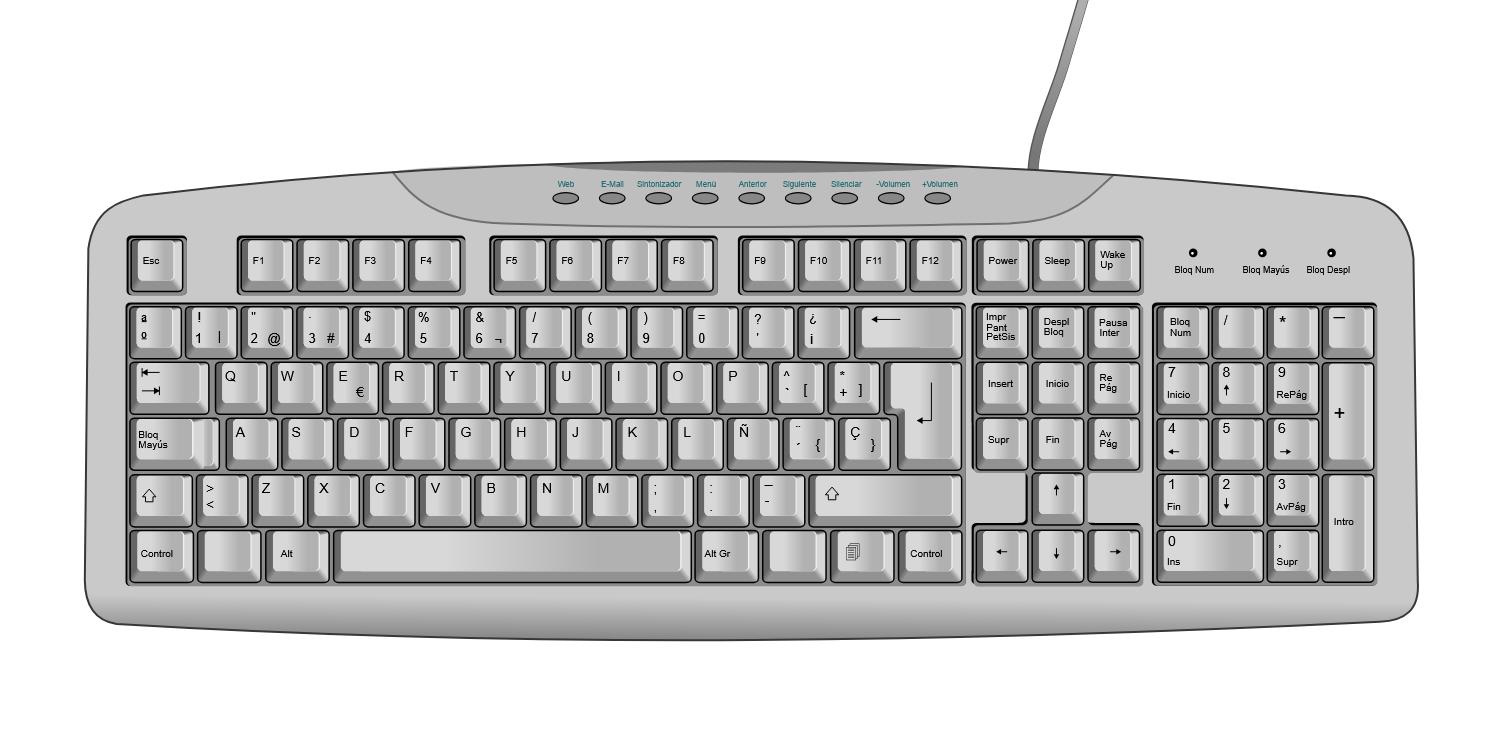 Web E-Mail Sintonizador Menú Anterior Siguiente Silenciar -Volumen +Volumen
Esc F1 F2 F3 F4 F5 F6 F7 F8 F9 F10 F11 F12 Power Sleep Wake
Up
Bloq Num Bloq Mayús Bloq Despl
ª ! " · $ % & / ( ) = ? ¿
º 1 | 2 @ 3 # 4 5 6 ¬ 7 8 9 0 ' ¡ ←
Impr
Pant
PetSis
Despl
Bloq
Pausa
Inter
Bloq
Num
/ * —
Q W E R T Y U I O P ^ *
€ ` [ + ]
Insert Inicio Re
Pág
7 8 9
Inicio ↑ RePág
+
Bloq
Mayús
A S D F G H J K L Ñ ¨ Ç
´ { }
Supr Fin Av
Pág
4 5 6
← →
> Z X C V B N M ; : —
< , . -
↑
1 2 3
Fin ↓ AvPág
Intro
Control Alt Alt Gr Control
← ↓ →
0 ,
Ins Supr